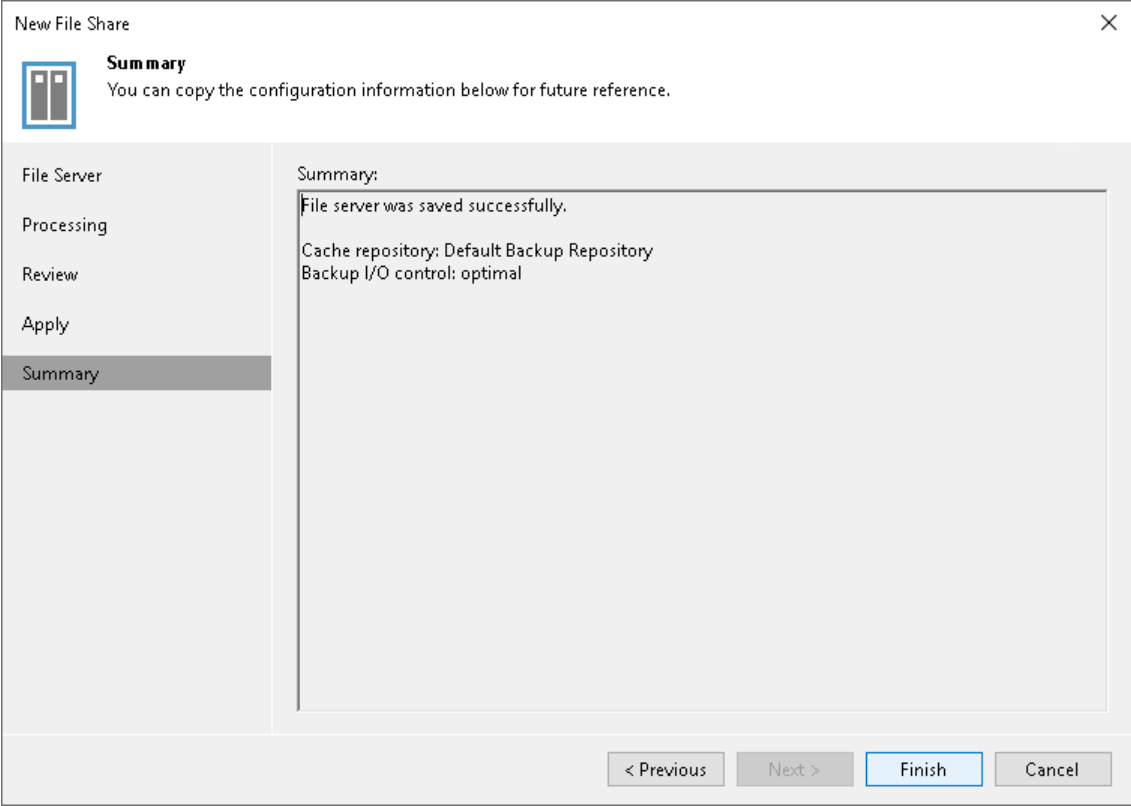 New File Share
Summary
You can copy the configuration information below for future reference.
File Server
Processing
Review
Apply
Summary
Summary:
File server was saved successfully.
Cache repository: Default Backup Repository
Backup I/O control: optimal
< Previous
Next >
Finish
Cancel